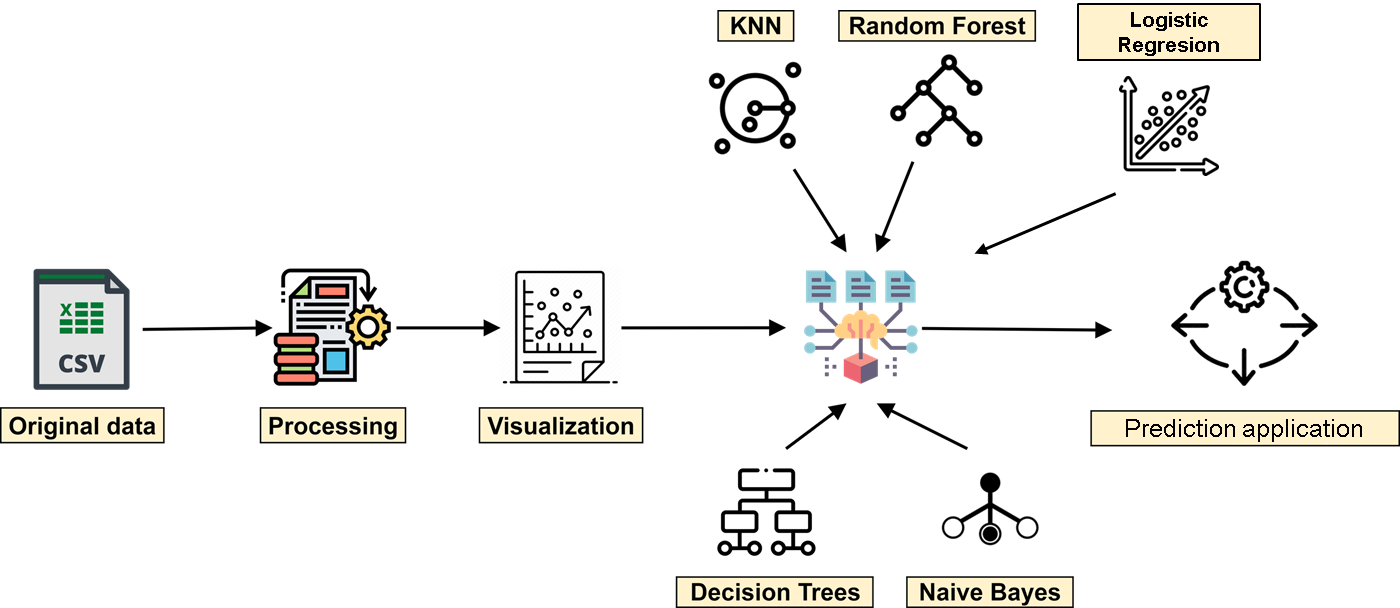 KNN
Random Forest
Logistic
Regresion
X
CSV
Original data
Processing
Visualization
Prediction application
Decision Trees
Naive Bayes